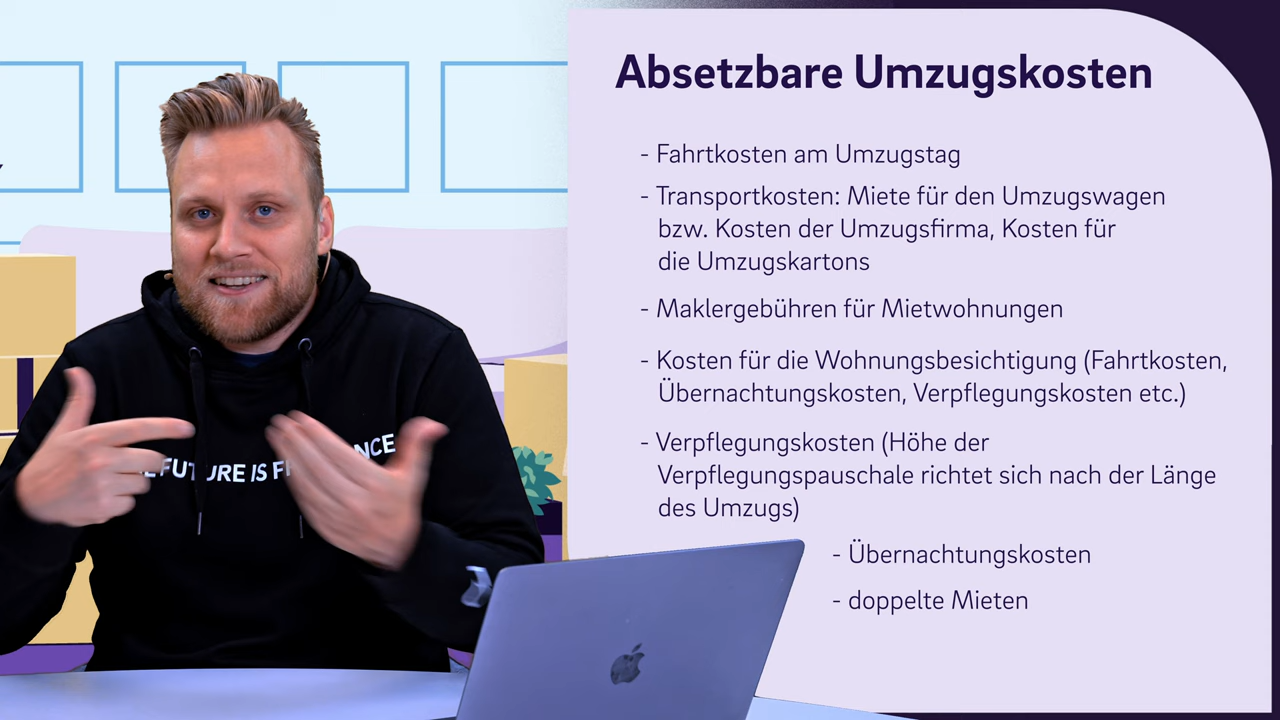 Absetzbare Umzugskosten
- Fahrtkosten am Umzugstag
- Transportkosten: Miete für den Umzugswagen
bzw. Kosten der Umzugsfirma, Kosten für
die Umzugskartons
- Maklergebühren für Mietwohnungen
- Kosten für die Wohnungsbesichtigung (Fahrtkosten,
Übernachtungskosten, Verpflegungskosten etc.)
- Verpflegungskosten (Höhe der
Verpflegungspauschale richtet sich nach der Länge
des Umzugs)
- Übernachtungskosten
- doppelte Mieten
FUTURE IS